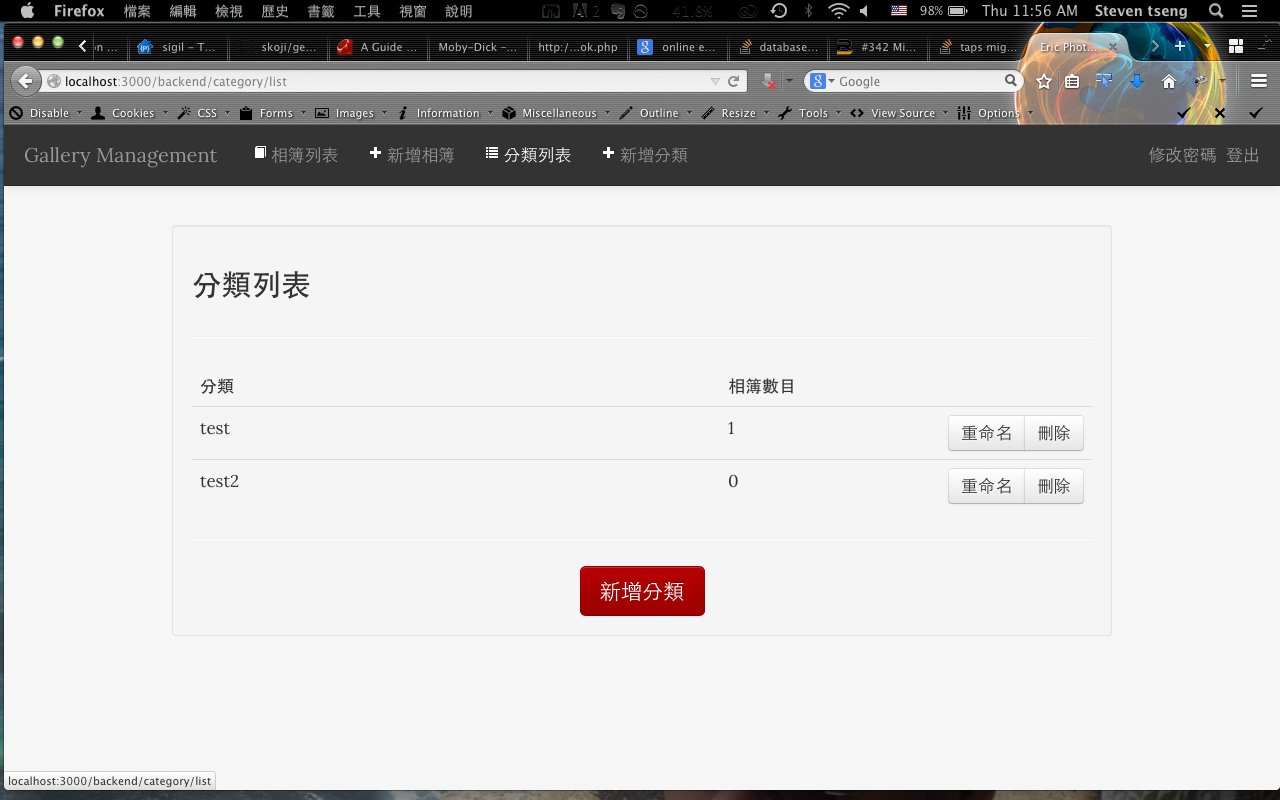 Firefox 檔案 編輯 檢視 歷史 書籤 工具 視窗 說明 2 41.8% 98% Thu 11:56 AM Steven tseng
n ... sigil – T... skoji/ge... A Guide ... Moby-Dick –... http:/...ok.php online e... database... #342 Mi... taps mig... Eric Phot...
localhost:3000/backend/category/list Google
Disable Cookies CSS Forms Images Information Miscellaneous Outline Resize Tools View Source Options
Gallery Management 相簿列表 新增相簿 分類列表 新增分類 修改密碼 登出
分類列表
分類 相簿數目
test 1 重命名 刪除
test2 0 重命名 刪除
新增分類
localhost:3000/backend/category/list